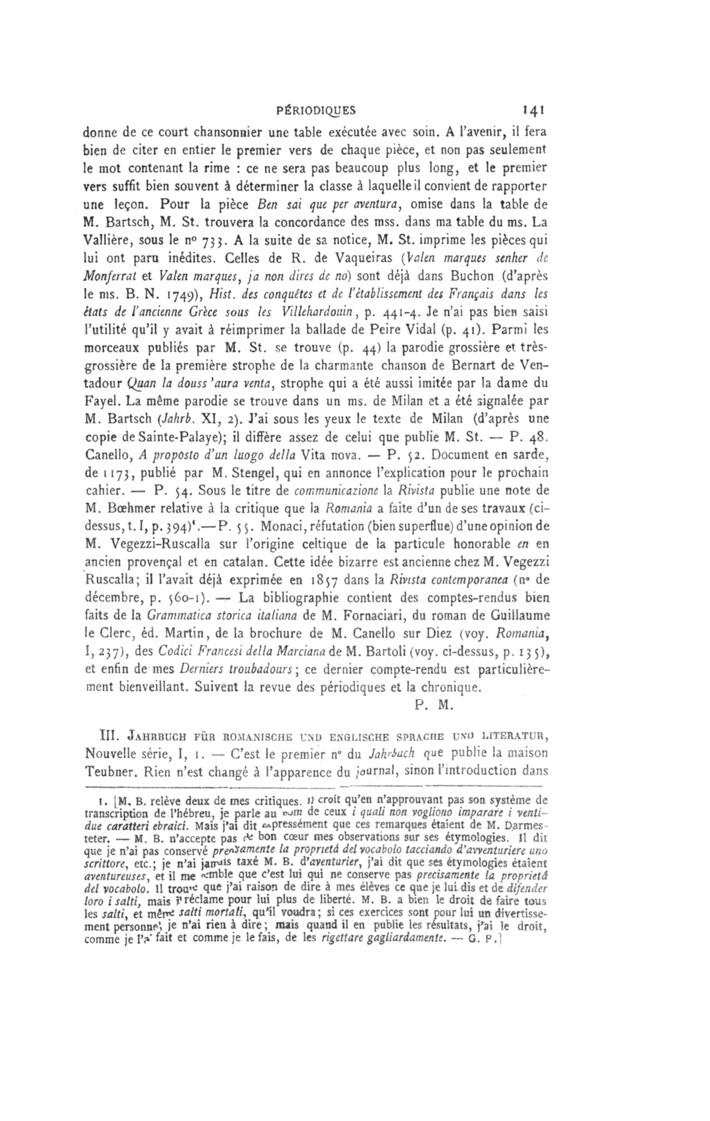 PÉRIODIQUES 141
donne de ce court chansonnier une table exécutée avec soin. A l'avenir, il fera
bien de citer en entier le premier vers de chaque pièce, et non pas seulement
le mot contenant la rime : ce ne sera pas beaucoup plus long, et le premier
vers suffit bien souvent à déterminer la classe à laquelle il convient de rapporter
une leçon. Pour la pièce Ben sai que per aventura, omise dans la table de
M. Bartsch, M. St. trouvera la concordance des mss. dans ma table du ms. La
Vallière, sous le nº 733. A la suite de sa notice, M. St. imprime les pièces qui
lui ont paru inédites. Celles de R. de Vaqueiras (Valen marques senher de
Monferrat et Valen marques, ja non dires de no) sont déjà dans Buchon (d'après
le ms. B. N. 1749), Hist. des conquêtes et de l'établissement des Français dans les
états de l'ancienne Grèce sous les Villehardouin, p. 441-4. Je n'ai pas bien saisi
l'utilité qu'il y avait à réimprimer la ballade de Peire Vidal (p. 41). Parmi les
morceaux publiés par M. St. se trouve (p. 44) la parodie grossière et très-
grossière de la première strophe de la charmante chanson de Bernart de Ven-
tadour Quan la douss'aura venta, strophe qui a été aussi imitée par la dame du
Fayel. La même parodie se trouve dans un ms. de Milan et a été signalée par
M. Bartsch (Jahrb. XI, 2). J'ai sous les yeux le texte de Milan (d'après une
copie de Sainte-Palaye); il diffère assez de celui que publie M. St. — P. 48.
Canello, A proposto d'un luogo della Vita nova. — P. 52. Document en sarde,
de 1173, publié par M. Stengel, qui en annonce l'explication pour le prochain
cahier. — P. 54. Sous le titre de communicazione la Rivista publie une note de
M. Bœhmer relative à la critique que la Romania a faite d'un de ses travaux (ci-
dessus, t. I, p. 394)¹.—P. 55. Monaci, réfutation (bien superflue) d'une opinion de
M. Vegezzi-Ruscalla sur l'origine celtique de la particule honorable en en
ancien provençal et en catalan. Cette idée bizarre est ancienne chez M. Vegezzi
Ruscalla; il l'avait déjà exprimée en 1857 dans la Rivista contemporanea (nº de
décembre, p. 560-1). — La bibliographie contient des comptes-rendus bien
faits de la Grammatica storica italiana de M. Fornaciari, du roman de Guillaume
le Clerc, éd. Martin, de la brochure de M. Canello sur Diez (voy. Romania,
I, 237), des Codici Francesi della Marciana de M. Bartoli (voy. ci-dessus, p. 135),
et enfin de mes Derniers troubadours; ce dernier compte-rendu est particulière-
ment bienveillant. Suivent la revue des périodiques et la chronique.
P. M.
III. JAHRBUCH FÜR ROMANISCHE UND ENGLISCHE SPRACHE UND LITERATUR,
Nouvelle série, I, 1. — C'est le premier nº du Jahrbuch que publie la maison
Teubner. Rien n'est changé à l'apparence du journal, sinon l'introduction dans
1. [M. B. relève deux de mes critiques. Il croit qu'en n'approuvant pas son système de
transcription de l'hébreu, je parle au nom de ceux i quali non vogliono imparare i venti-
due caratteri ebraici. Mais j'ai dit expressément que ces remarques étaient de M. Darmes-
teter. — M. B. n'accepte pas de bon cœur mes observations sur ses étymologies. Il dit
que je n'ai pas conservé precisamente la proprietà del vocabolo tacciando d'avventuriere uno
scrittore, etc.; je n'ai jamais taxé M. B. d'aventurier, j'ai dit que ses étymologies étaient
aventureuses, et il me semble que c'est lui qui ne conserve pas precisamente la proprietà
del vocabolo. Il trouve que j'ai raison de dire à mes élèves ce que je lui dis et de difender
loro i salti, mais il réclame pour lui plus de liberté. M. B. a bien le droit de faire tous
les salti, et même salti mortali, qu'il voudra; si ces exercices sont pour lui un divertisse-
ment personnel, je n'ai rien à dire; mais quand il en publie les résultats, j'ai le droit,
comme je l'ai fait et comme je le fais, de les rigettare gagliardamente. — G. P.]